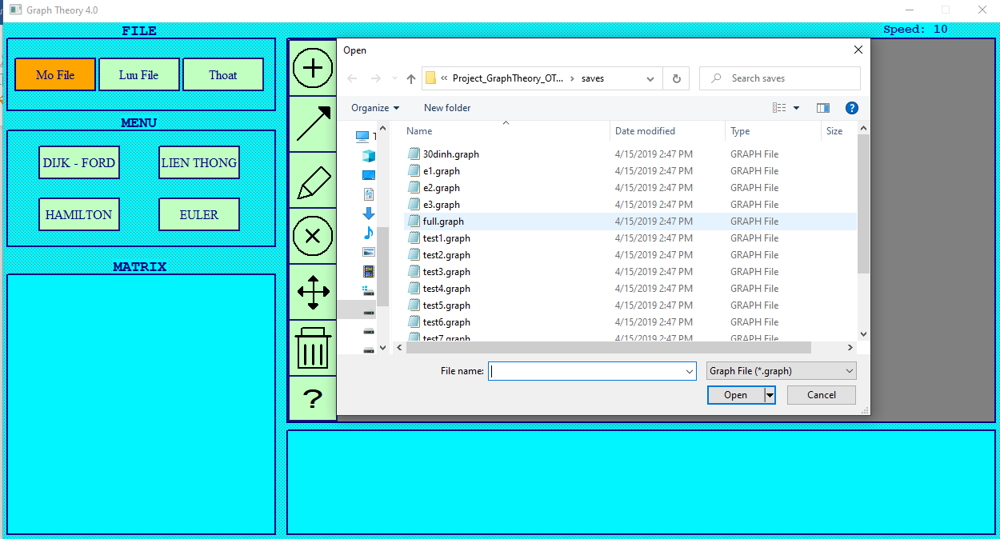 Graph Theory 4.0
Speed: 10
FILE
Mo File
Luu File
Thoat
MENU
DIJK - FORD
LIEN THONG
HAMILTON
EULER
MATRIX
?
Open
« Project_GraphTheory_OT... › saves
Search saves
Organize
New folder
?
Name Date modified Type Size
30dinh.graph 4/15/2019 2:47 PM GRAPH File
e1.graph 4/15/2019 2:47 PM GRAPH File
e2.graph 4/15/2019 2:47 PM GRAPH File
e3.graph 4/15/2019 2:47 PM GRAPH File
full.graph 4/15/2019 2:47 PM GRAPH File
test1.graph 4/15/2019 2:47 PM GRAPH File
test2.graph 4/15/2019 2:47 PM GRAPH File
test3.graph 4/15/2019 2:47 PM GRAPH File
test4.graph 4/15/2019 2:47 PM GRAPH File
test5.graph 4/15/2019 2:47 PM GRAPH File
test6.graph 4/15/2019 2:47 PM GRAPH File
test7.graph 4/15/2019 2:47 PM GRAPH File
File name:
Graph File (*.graph)
Open
Cancel